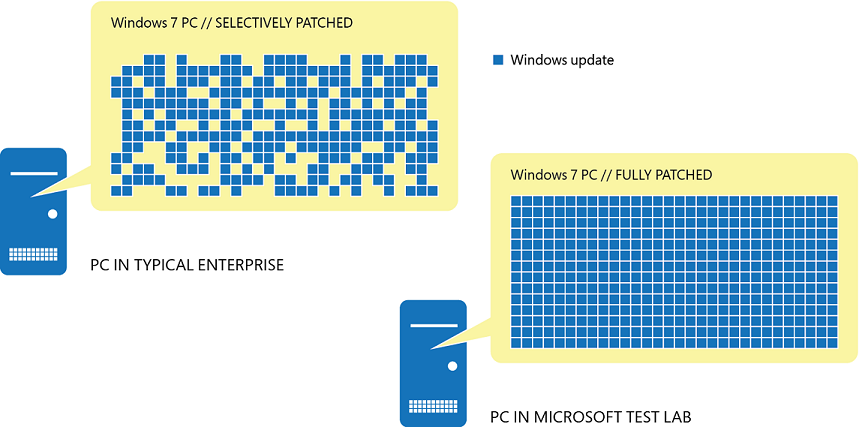 Windows 7 PC // SELECTIVELY PATCHED
Windows update
PC IN TYPICAL ENTERPRISE
Windows 7 PC // FULLY PATCHED
PC IN MICROSOFT TEST LAB